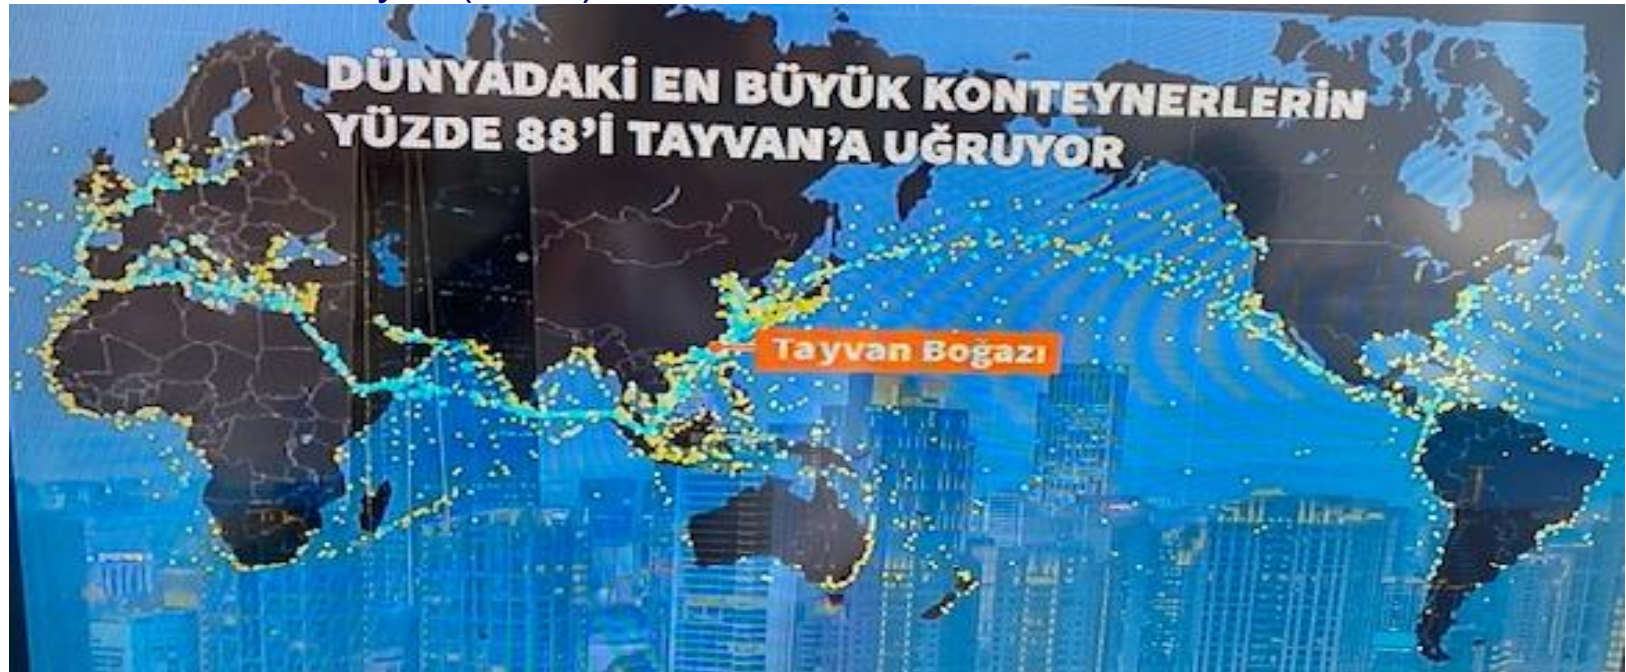 DÜNYADAKİ EN BÜYÜK KONTEYNERLERİN
YÜZDE 88'İ TAYVAN'A UĞRUYOR
Tayvan Boğazı